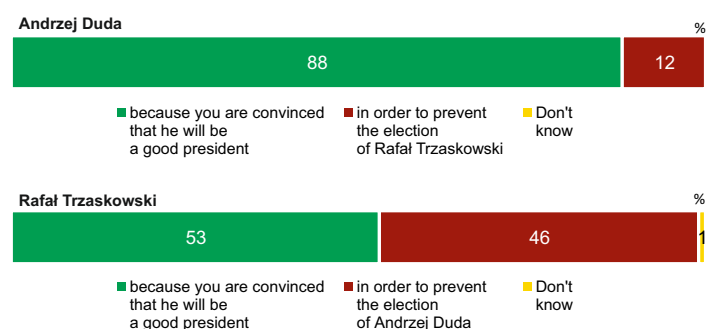 Andrzej Duda
%
88 12
because you are convinced
that he will be
a good president
in order to prevent
the election
of Rafał Trzaskowski
Don't
know
Rafał Trzaskowski
%
53 46 1
because you are convinced
that he will be
a good president
in order to prevent
the election
of Andrzej Duda
Don't
know